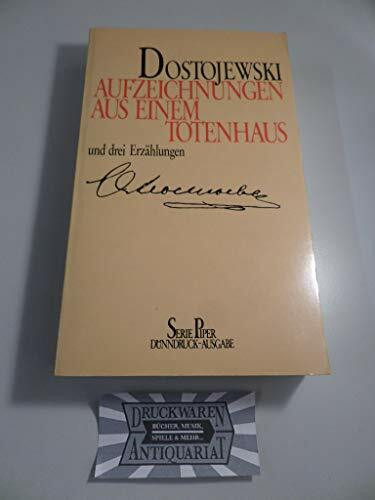 DOSTOJEWSKI
AUFZEICHNUNGEN
AUS EINEM
TOTENHAUS
und drei Erzählungen
SERIE PIPER
DÜNNDRUCK-AUSGABE
DRUCKWAREN
BÜCHER, MUSIK,
SPIELE & MEHR...
ANTIQUARIAT